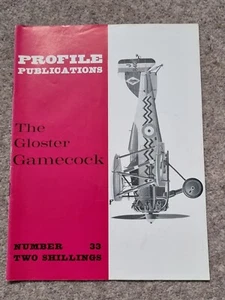 PROFILE
PUBLICATIONS
The
Gloster
Gamecock
NUMBER 33
TWO SHILLINGS